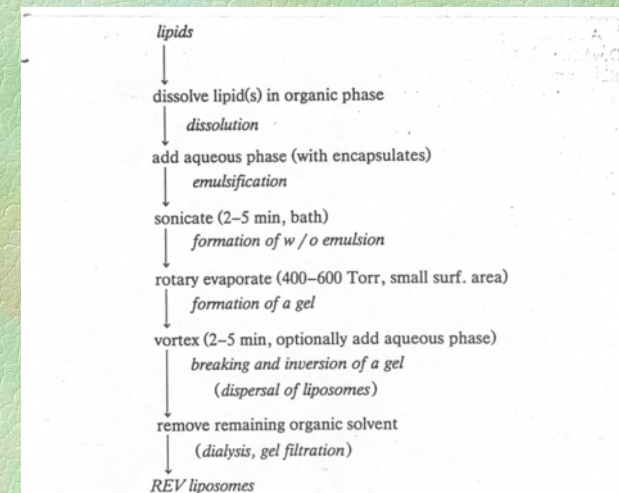 lipids
dissolve lipid(s) in organic phase
dissolution
add aqueous phase (with encapsulates)
emulsification
sonicate (2–5 min, bath)
formation of w / o emulsion
rotary evaporate (400–600 Torr, small surf. area)
formation of a gel
vortex (2–5 min, optionally add aqueous phase)
breaking and inversion of a gel
(dispersal of liposomes)
remove remaining organic solvent
(dialysis, gel filtration)
REV liposomes